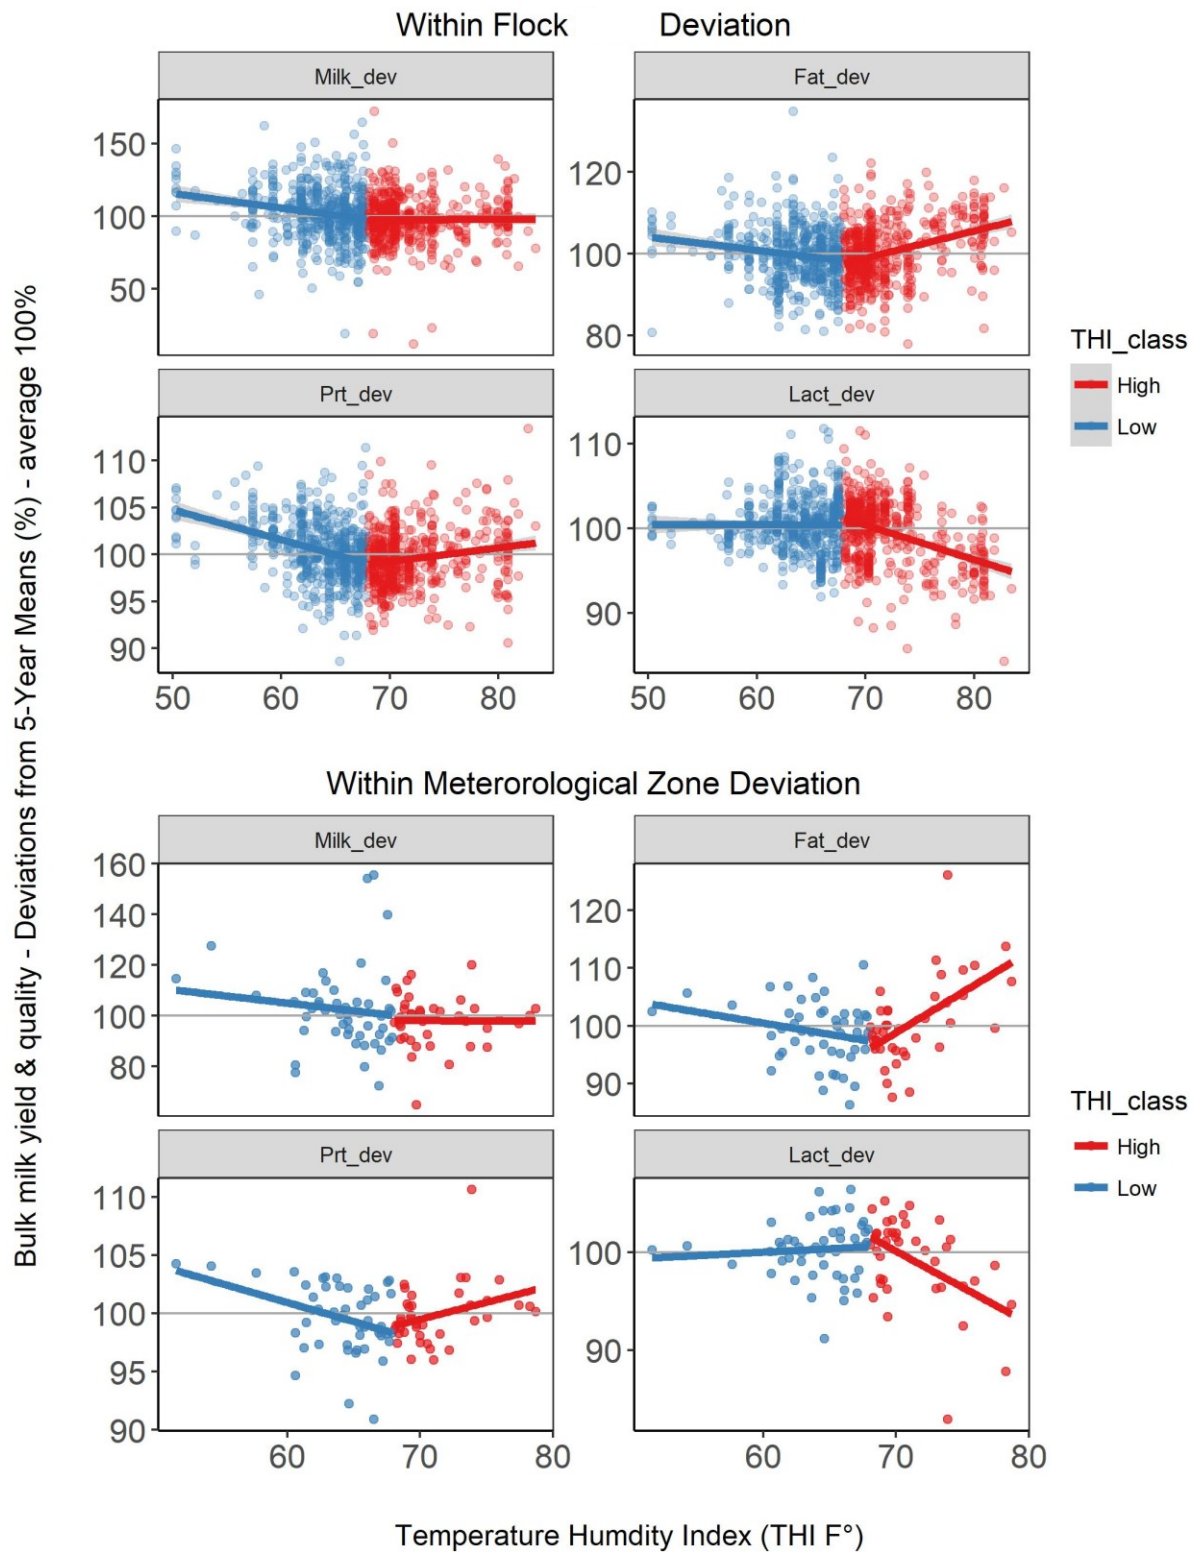 Within Flock Deviation
Milk_dev
Fat_dev
150
100
50
120
100
80
Prt_dev
Lact_dev
110
105
100
95
90
110
100
90
50 60 70 80
50 60 70 80
THI_class
High
Low
Bulk milk yield & quality - Deviations from 5-Year Means (%) - average 100%
Within Meterorological Zone Deviation
Milk_dev
Fat_dev
160
140
120
100
80
120
110
100
90
Prt_dev
Lact_dev
110
105
100
95
90
100
90
60 70 80
60 70 80
THI_class
High
Low
Temperature Humdity Index (THI F°)